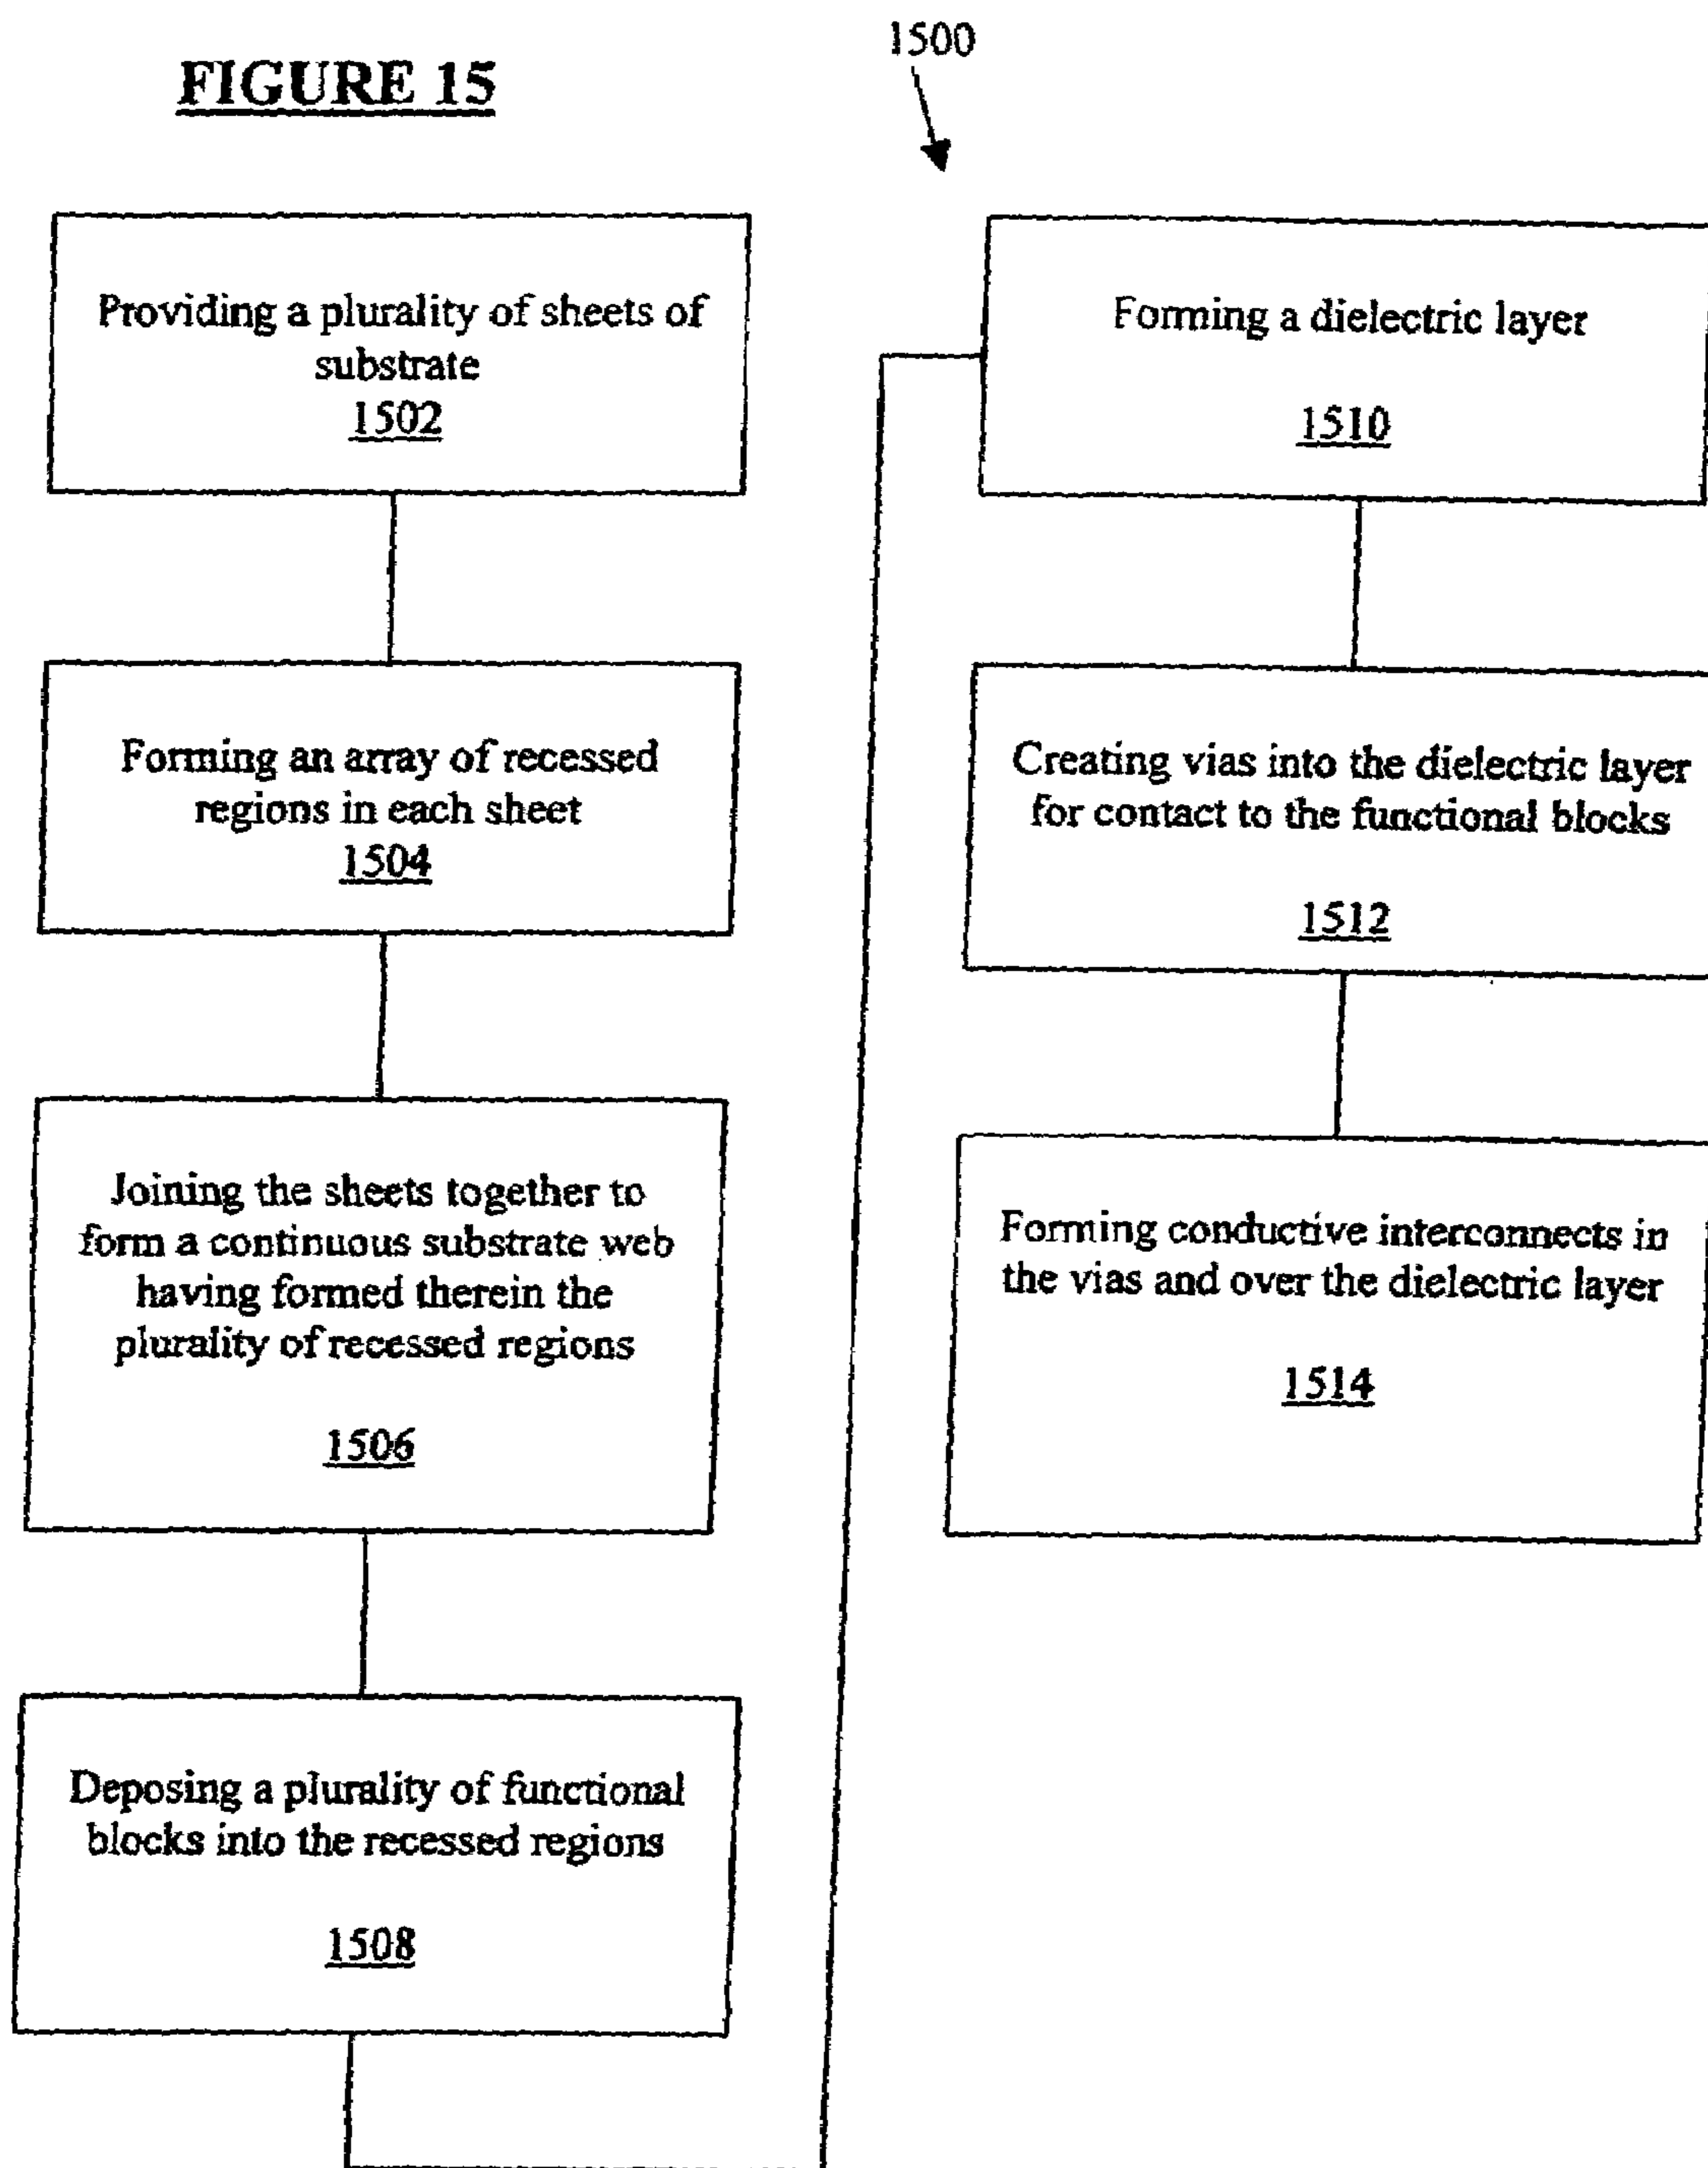 FIGURE 15
1500
Providing a plurality of sheets of
substrate
1502
Forming an array of recessed
regions in each sheet
1504
Joining the sheets together to
form a continuous substrate web
having formed therein the
plurality of recessed regions
1506
Deposing a plurality of functional
blocks into the recessed regions
1508
Forming a dielectric layer
1510
Creating vias into the dielectric layer
for contact to the functional blocks
1512
Forming conductive interconnects in
the vias and over the dielectric layer
1514